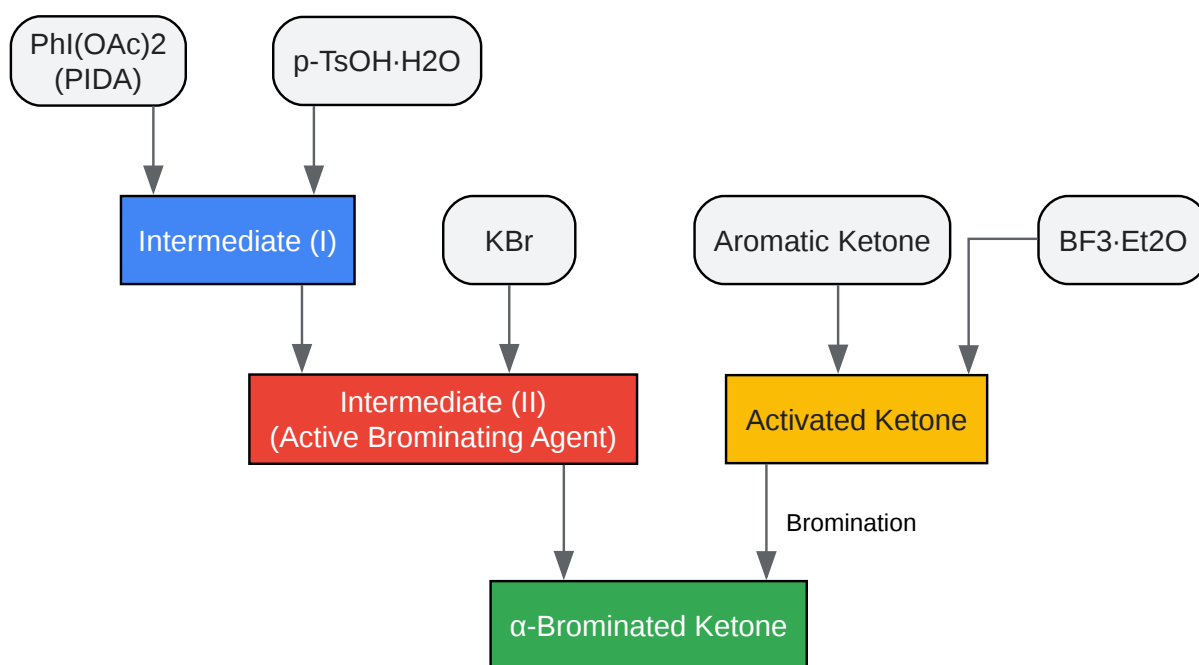 PhI(OAc)2
(PIDA)
p-TsOH·H2O
Intermediate (I)
KBr
Aromatic Ketone
BF3·Et2O
Intermediate (II)
(Active Brominating Agent)
Activated Ketone
Bromination
α-Brominated Ketone